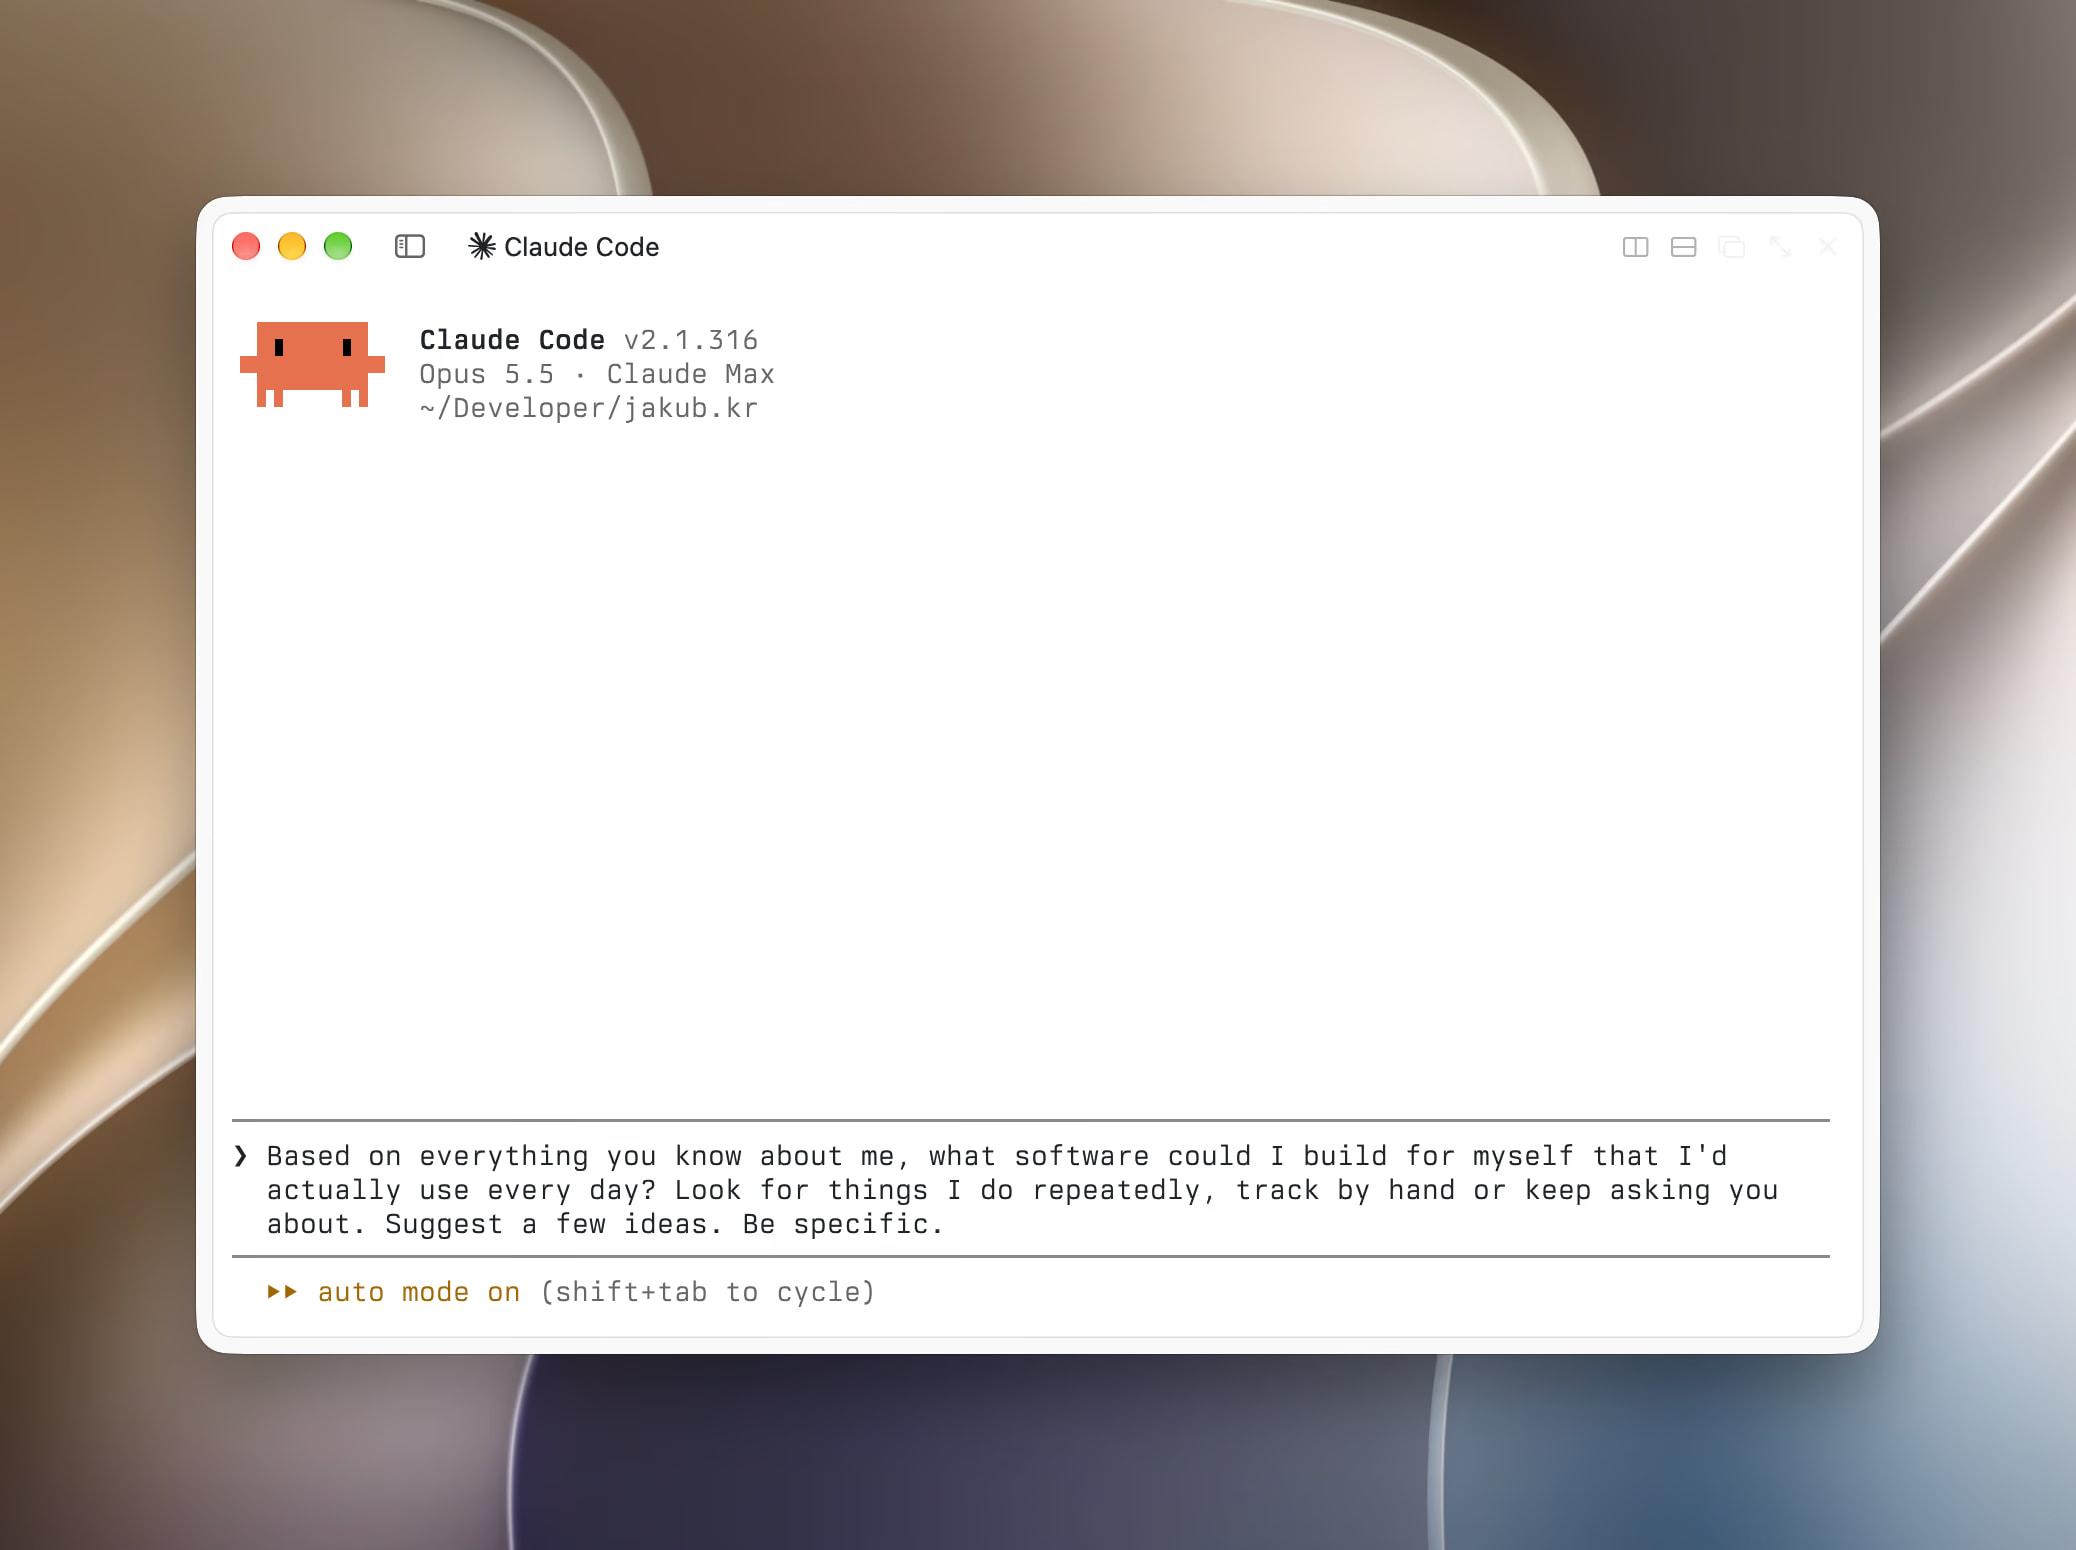 Claude Code
Claude Code v2.1.316
Opus 5.5 · Claude Max
~/Developer/jakub.kr
❯ Based on everything you know about me, what software could I build for myself that I'd
actually use every day? Look for things I do repeatedly, track by hand or keep asking you
about. Suggest a few ideas. Be specific.
⏵⏵ auto mode on (shift+tab to cycle)